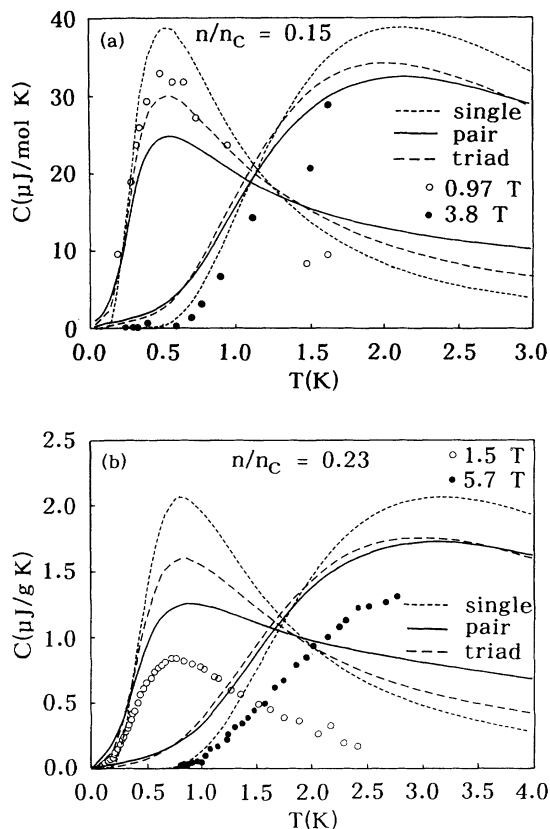 (a)
n/nC = 0.15
40
30
20
10
0
C(μJ/mol K)
single
pair
triad
0.97 T
3.8 T
0.0 0.5 1.0 1.5 2.0 2.5 3.0
T(K)
(b)
n/nC = 0.23
1.5 T
5.7 T
2.5
2.0
1.5
1.0
0.5
0.0
C(μJ/g K)
single
pair
triad
0.0 0.5 1.0 1.5 2.0 2.5 3.0 3.5 4.0
T(K)